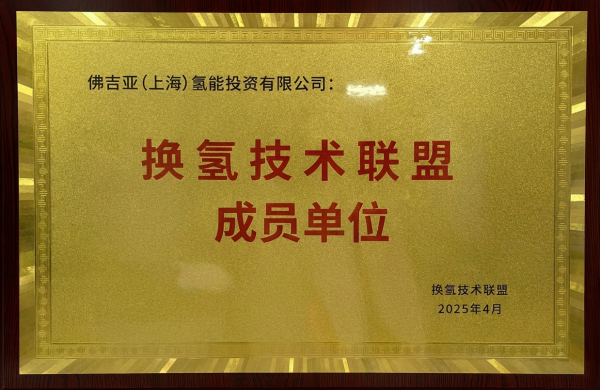 佛吉亚（上海）氢能投资有限公司：
换氢技术联盟
成员单位
换氢技术联盟
2025年4月